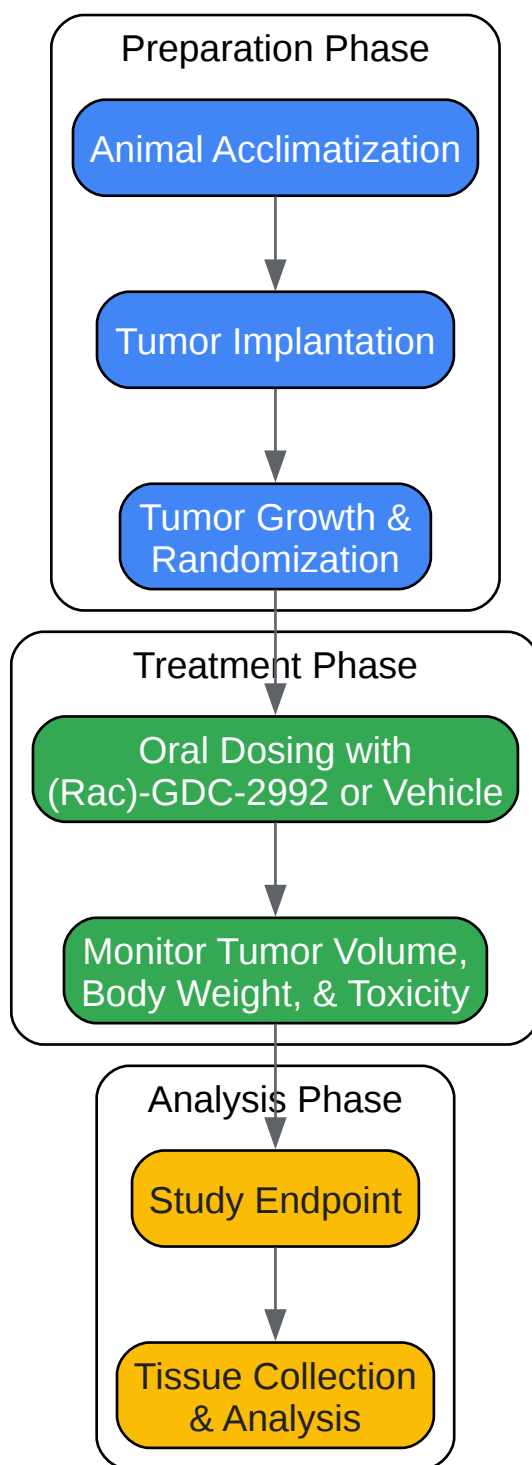 Preparation Phase
Animal Acclimatization
Tumor Implantation
Tumor Growth &
Randomization
Treatment Phase
Oral Dosing with
(Rac)-GDC-2992 or Vehicle
Monitor Tumor Volume,
Body Weight, & Toxicity
Analysis Phase
Study Endpoint
Tissue Collection
& Analysis